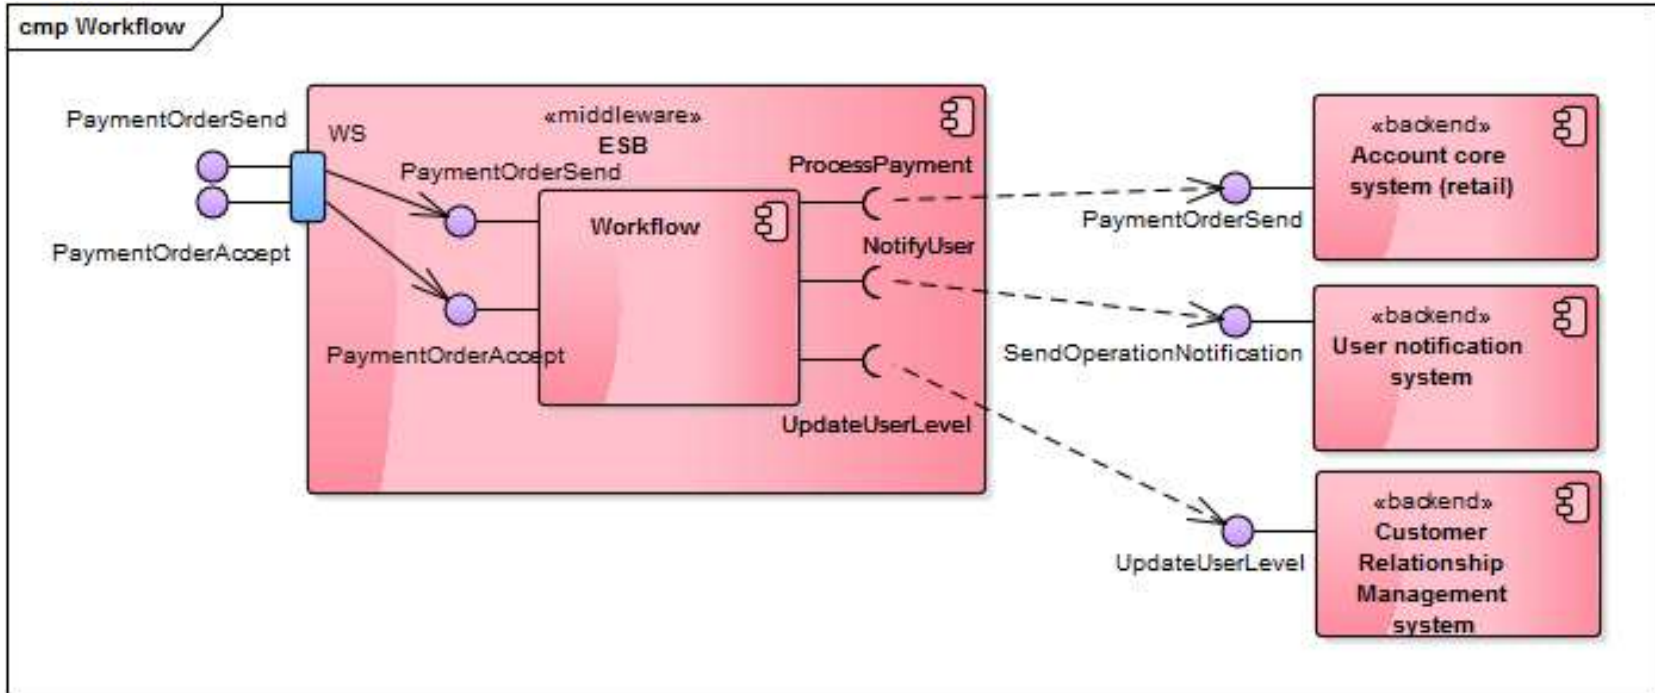 cmp Workflow
PaymentOrderSend
PaymentOrderAccept
WS
«middleware»
ESB
PaymentOrderSend
PaymentOrderAccept
Workflow
ProcessPayment
NotifyUser
UpdateUserLevel
PaymentOrderSend
SendOperationNotification
UpdateUserLevel
«backend»
Account core
system (retail)
«backend»
User notification
system
«backend»
Customer
Relationship
Management
system